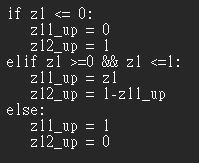 if z1 <= 0:
    z11_up = 0
    z12_up = 1
elif z1 >=0 && z1 <=1:
    z11_up = z1
    z12_up = 1-z11_up
else:
    z11_up = 1
    z12_up = 0